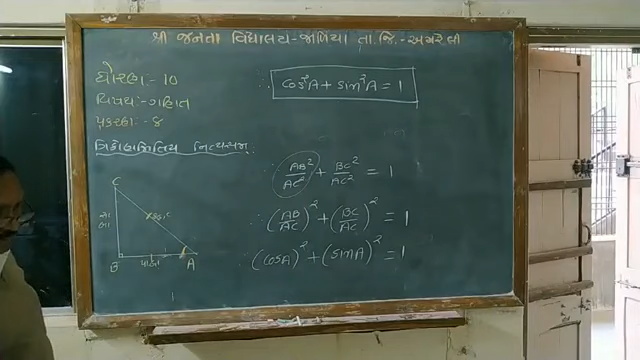 શ્રી જનતા વિદ્યાલય-જાળિયા તા.જિ.-અમરેલી
ધોરણ:- 10
વિષય:- ગણિત
પ્રકરણ:- ૪
ત્રિકોણમિતિય નિત્યસમ:
∴ cos²A + sin²A = 1
AB²/AC² + BC²/AC² = 1
∴ (AB/AC)² + (BC/AC)² = 1
∴ (cosA)² + (sinA)² = 1
C
B
A